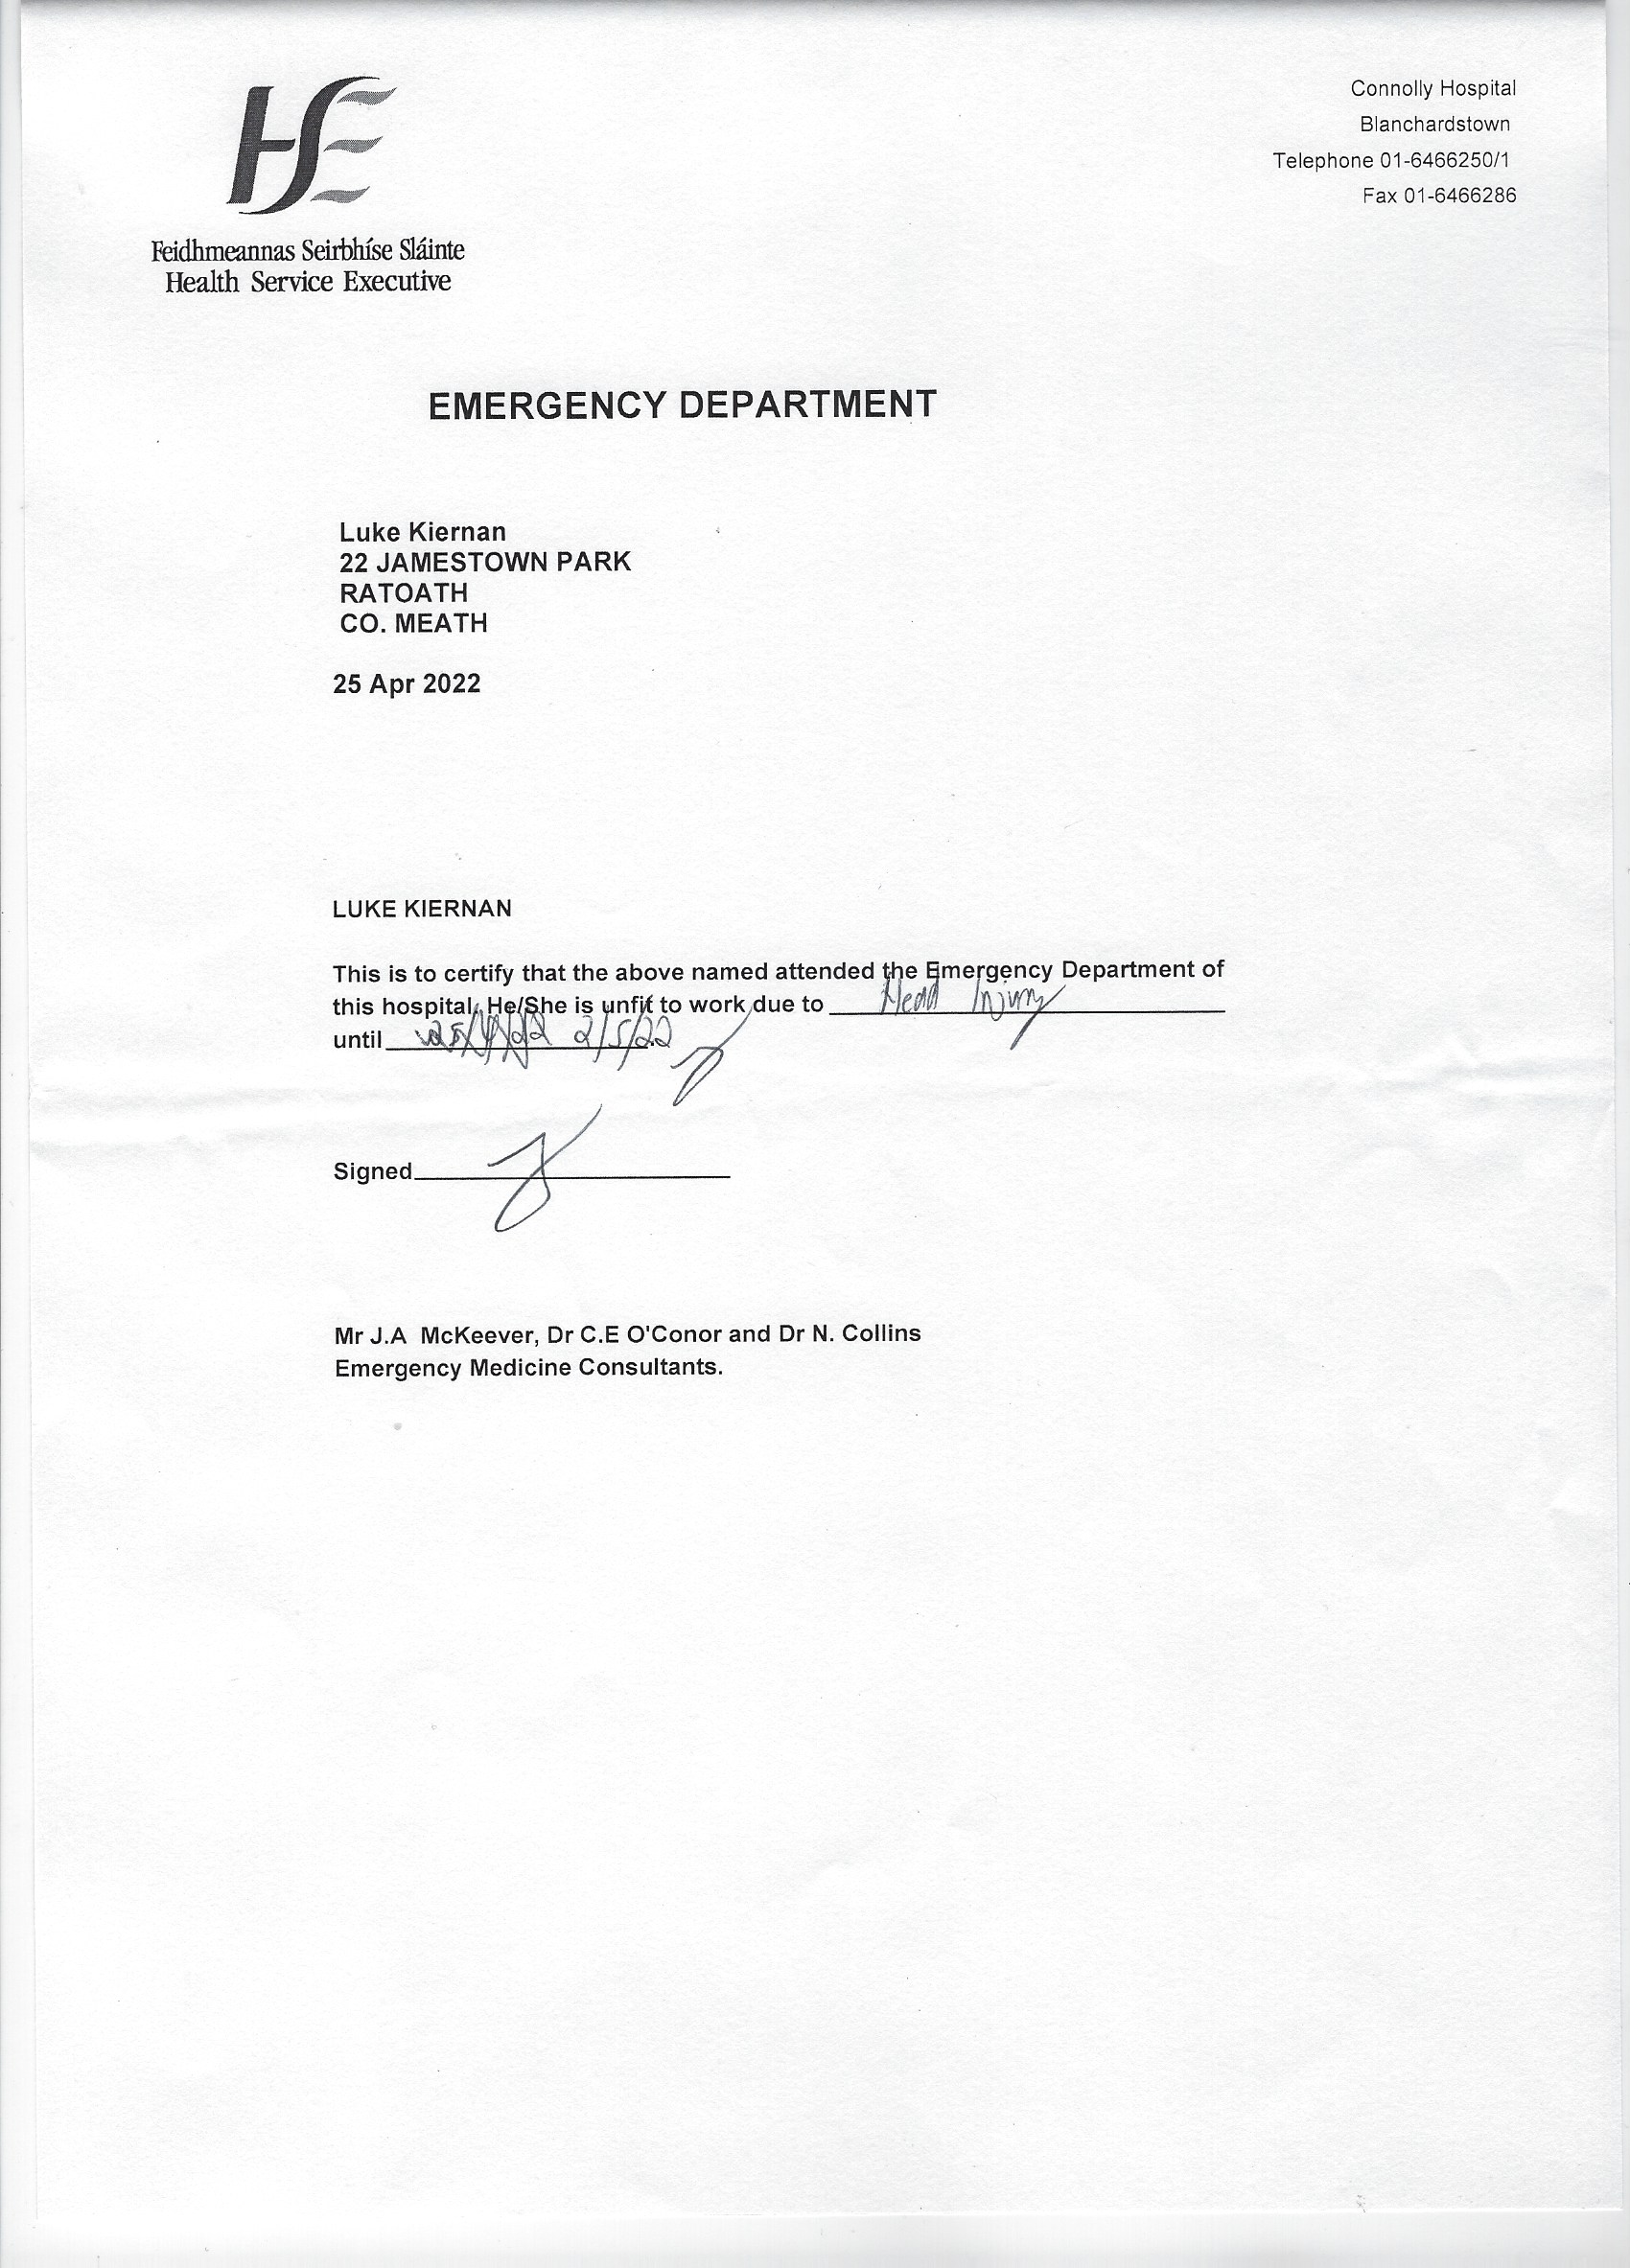 HSE
Feidhmeannas Seirbhíse Sláinte
Health Service Executive
Connolly Hospital
Blanchardstown
Telephone 01-6466250/1
Fax 01-6466286
EMERGENCY DEPARTMENT
Luke Kiernan
22 JAMESTOWN PARK
RATOATH
CO. MEATH
25 Apr 2022
LUKE KIERNAN
This is to certify that the above named attended the Emergency Department of
this hospital. He/She is unfit to work due to Head Injury
until 2/5/22
Signed
Mr J.A McKeever, Dr C.E O'Conor and Dr N. Collins
Emergency Medicine Consultants.